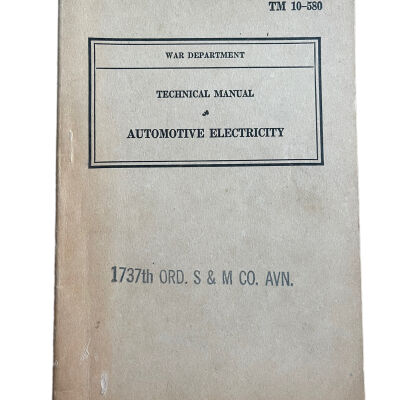 TM 10–580
WAR DEPARTMENT
TECHNICAL MANUAL
AUTOMOTIVE ELECTRICITY
1737th ORD. S & M CO. AVN.